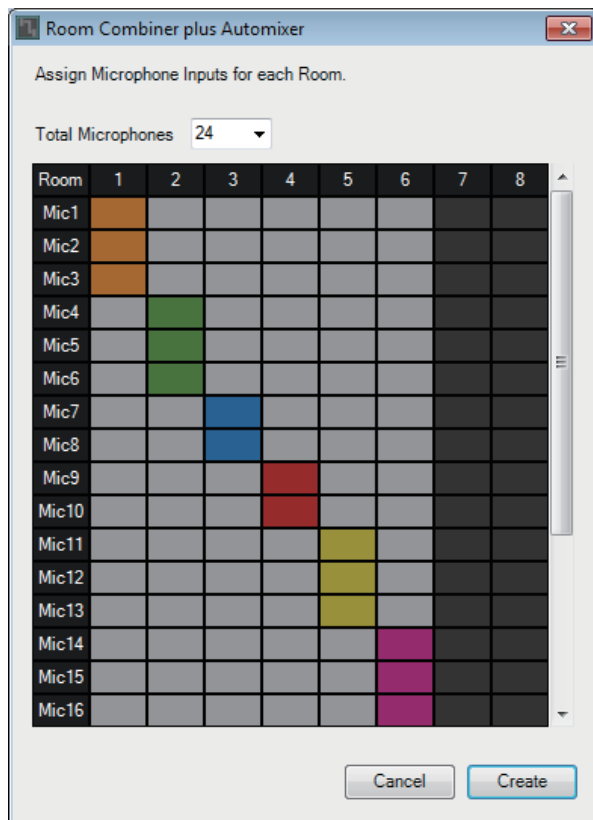 Room Combiner plus Automixer
Assign Microphone Inputs for each Room.
Total Microphones 24
Room 1 2 3 4 5 6 7 8
Mic1
Mic2
Mic3
Mic4
Mic5
Mic6
Mic7
Mic8
Mic9
Mic10
Mic11
Mic12
Mic13
Mic14
Mic15
Mic16
Cancel Create